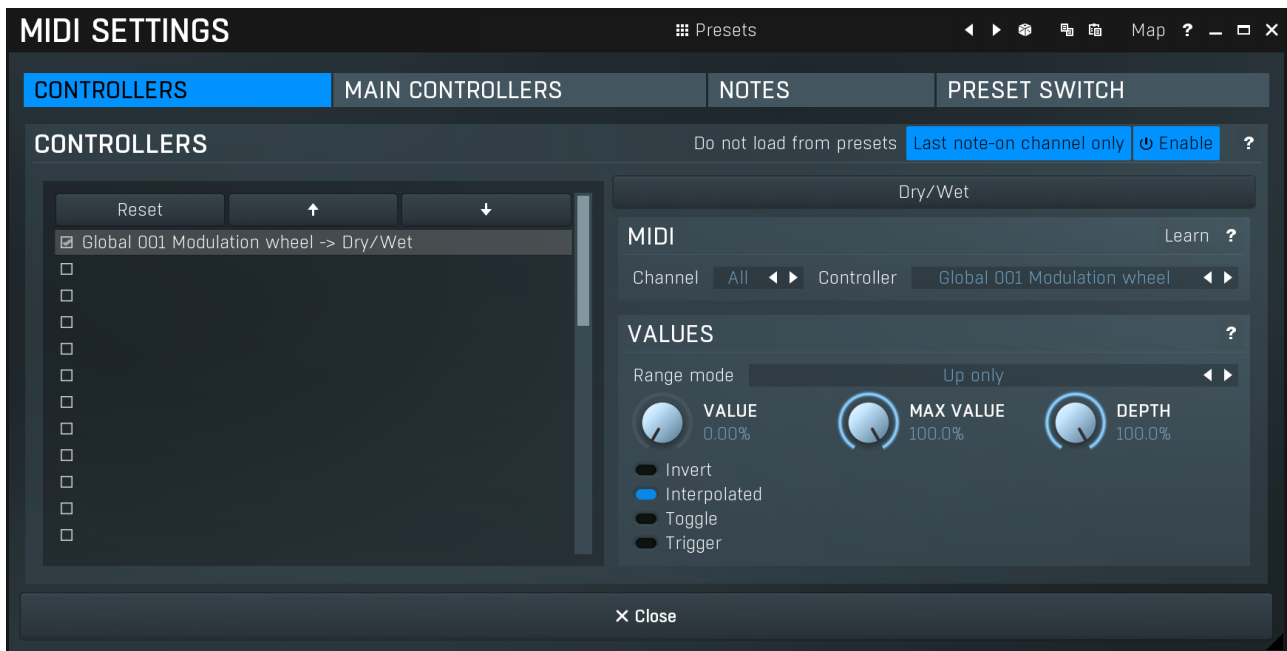 MIDI SETTINGS Presets Map ?
CONTROLLERS MAIN CONTROLLERS NOTES PRESET SWITCH
CONTROLLERS Do not load from presets Last note-on channel only Enable ?
Reset
Global 001 Modulation wheel -> Dry/Wet
Dry/Wet
MIDI Learn ?
Channel All Controller Global 001 Modulation wheel
VALUES ?
Range mode Up only
VALUE MAX VALUE DEPTH
0.00% 100.0% 100.0%
Invert
Interpolated
Toggle
Trigger
Close